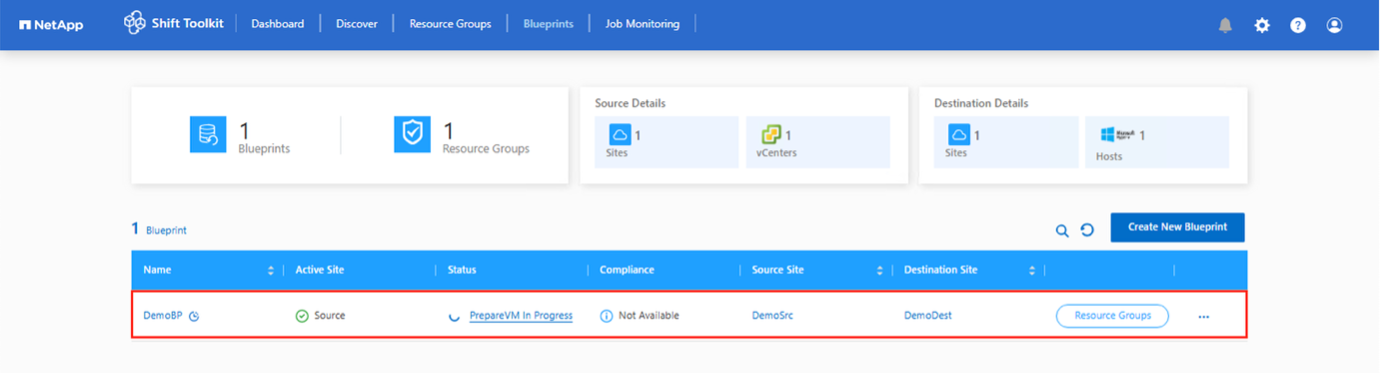 NetApp Shift Toolkit Dashboard Discover Resource Groups Blueprints Job Monitoring
1 Blueprints
1 Resource Groups
Source Details
1 Sites
1 vCenters
Destination Details
1 Sites
Microsoft 1 Hosts
1 Blueprint
Create New Blueprint
Name Active Site Status Compliance Source Site Destination Site
DemoBP Source PrepareVM In Progress Not Available DemoSrc DemoDest Resource Groups ...